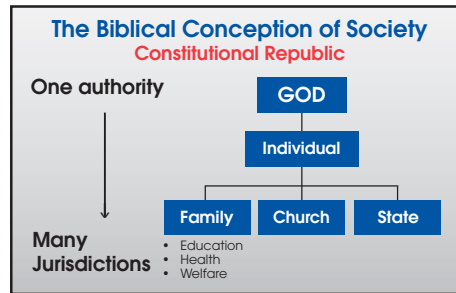 The Biblical Conception of Society
Constitutional Republic
One authority
GOD
Individual
Family
Church
State
Many
Jurisdictions
• Education
• Health
• Welfare